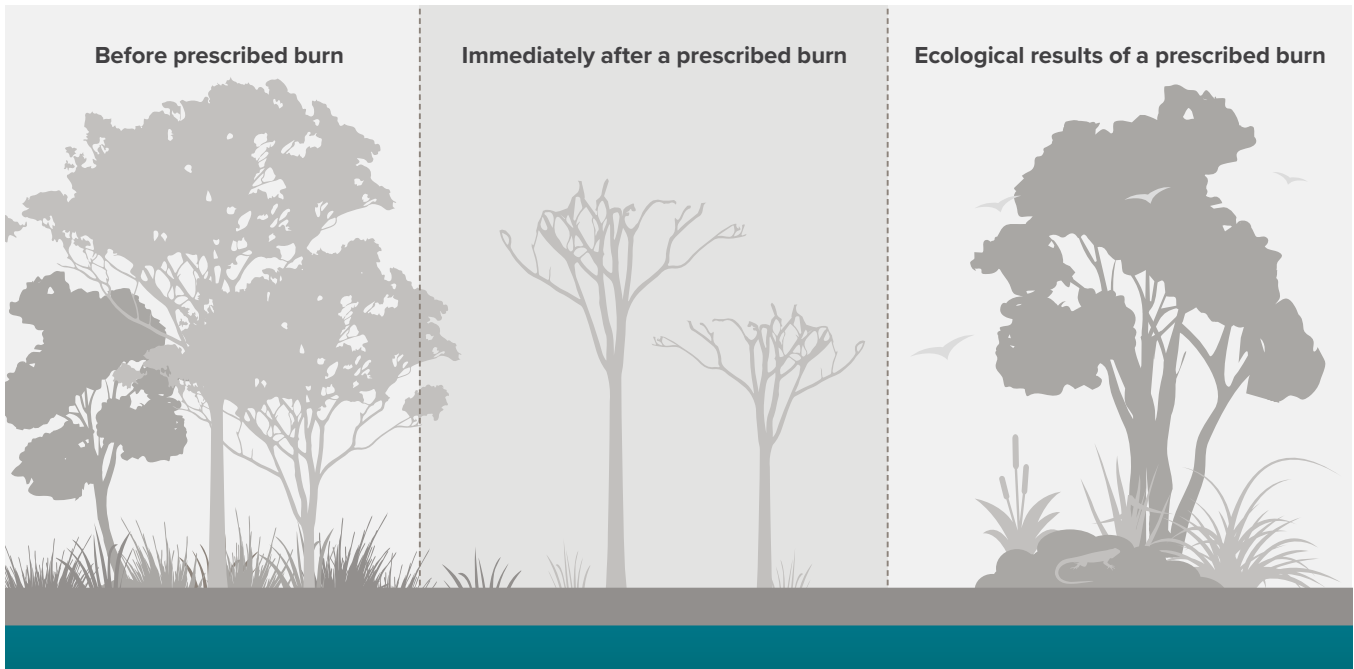 Before prescribed burn
Immediately after a prescribed burn
Ecological results of a prescribed burn